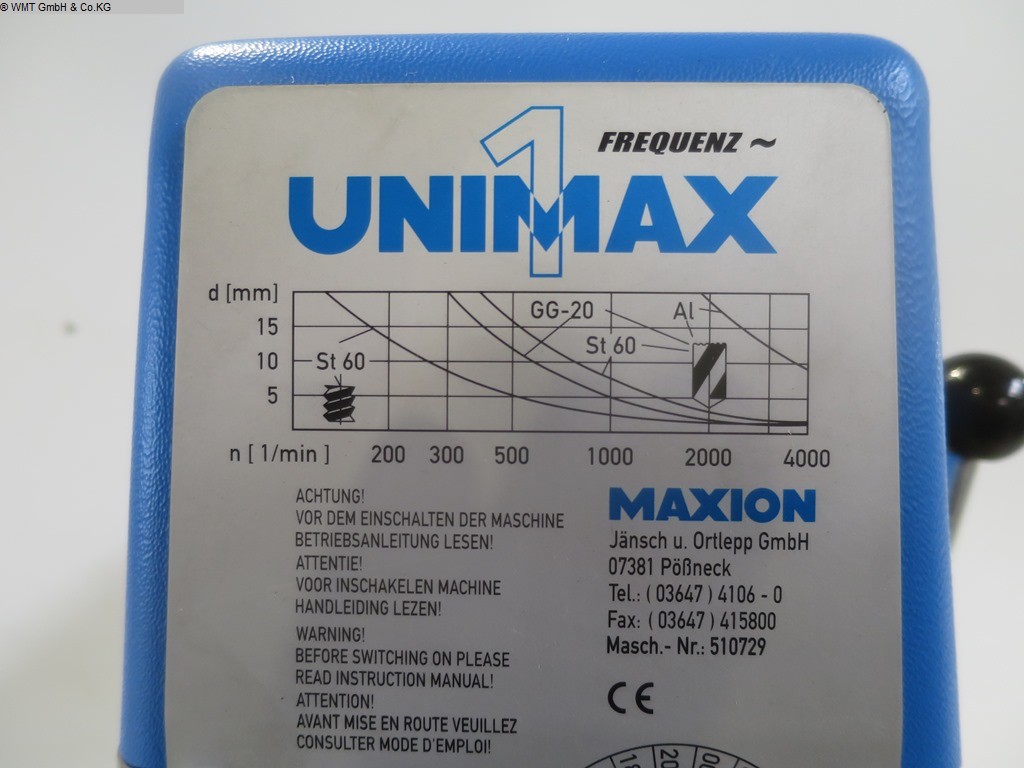 © WMT GmbH & Co.KG
FREQUENZ ~
UNIMAX 1
d [mm]
GG-20
Al
15
St 60
10
St 60
5
n [ 1/min ] 200 300 500 1000 2000 4000
ACHTUNG!
VOR DEM EINSCHALTEN DER MASCHINE
BETRIEBSANLEITUNG LESEN!
ATTENTIE!
VOOR INSCHAKELEN MACHINE
HANDLEIDING LEZEN!
WARNING!
BEFORE SWITCHING ON PLEASE
READ INSTRUCTION MANUAL!
ATTENTION!
AVANT MISE EN ROUTE VEUILLEZ
CONSULTER MODE D'EMPLOI!
MAXION
Jänsch u. Ortlepp GmbH
07381 Pößneck
Tel.: ( 03647 ) 4106 - 0
Fax: ( 03647 ) 415800
Masch.- Nr.: 510729
CE